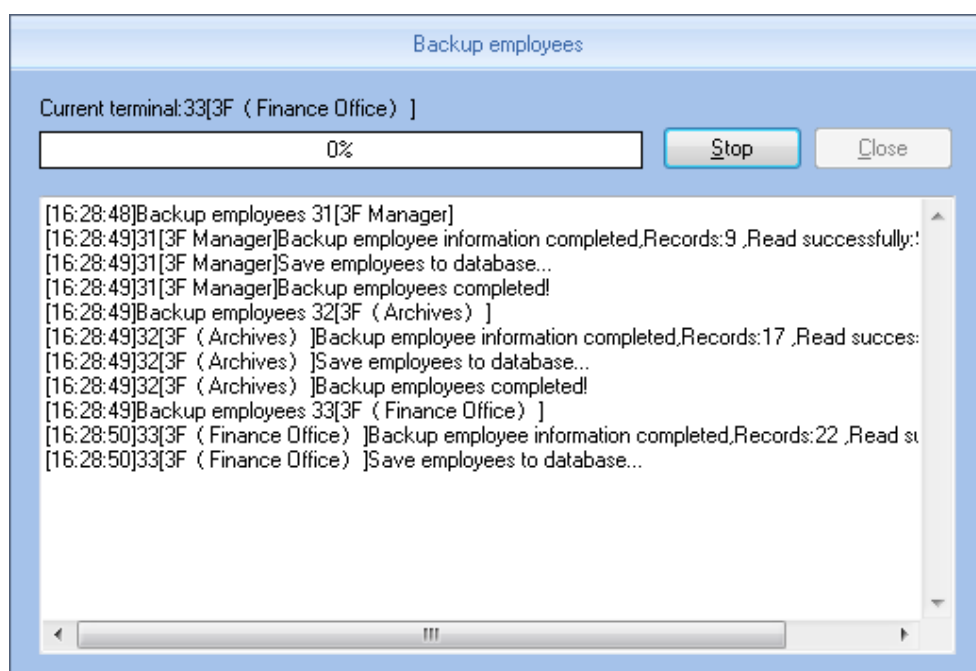 Backup employees
Current terminal:33[3F（Finance Office）]
0%
Stop
Close
[16:28:48]Backup employees 31[3F Manager]
[16:28:49]31[3F Manager]Backup employee information completed,Records:9 ,Read successfully:
[16:28:49]31[3F Manager]Save employees to database...
[16:28:49]31[3F Manager]Backup employees completed!
[16:28:49]Backup employees 32[3F（Archives）]
[16:28:49]32[3F（Archives）]Backup employee information completed,Records:17 ,Read
[16:28:49]32[3F（Archives）]Save employees to database...
[16:28:49]32[3F（Archives）]Backup employees completed!
[16:28:49]Backup employees 33[3F（Finance Office）]
[16:28:50]33[3F（Finance Office）]Backup employee information completed,Records:22 ,Read
[16:28:50]33[3F（Finance Office）]Save employees to database...